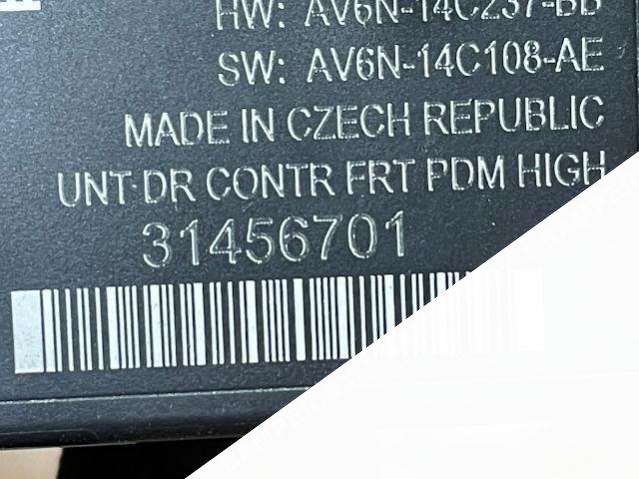 HW: AV6N-14C237-BB
SW: AV6N-14C108-AE
MADE IN CZECH REPUBLIC
UNT DR CONTR FRT PDM HIGH
31456701